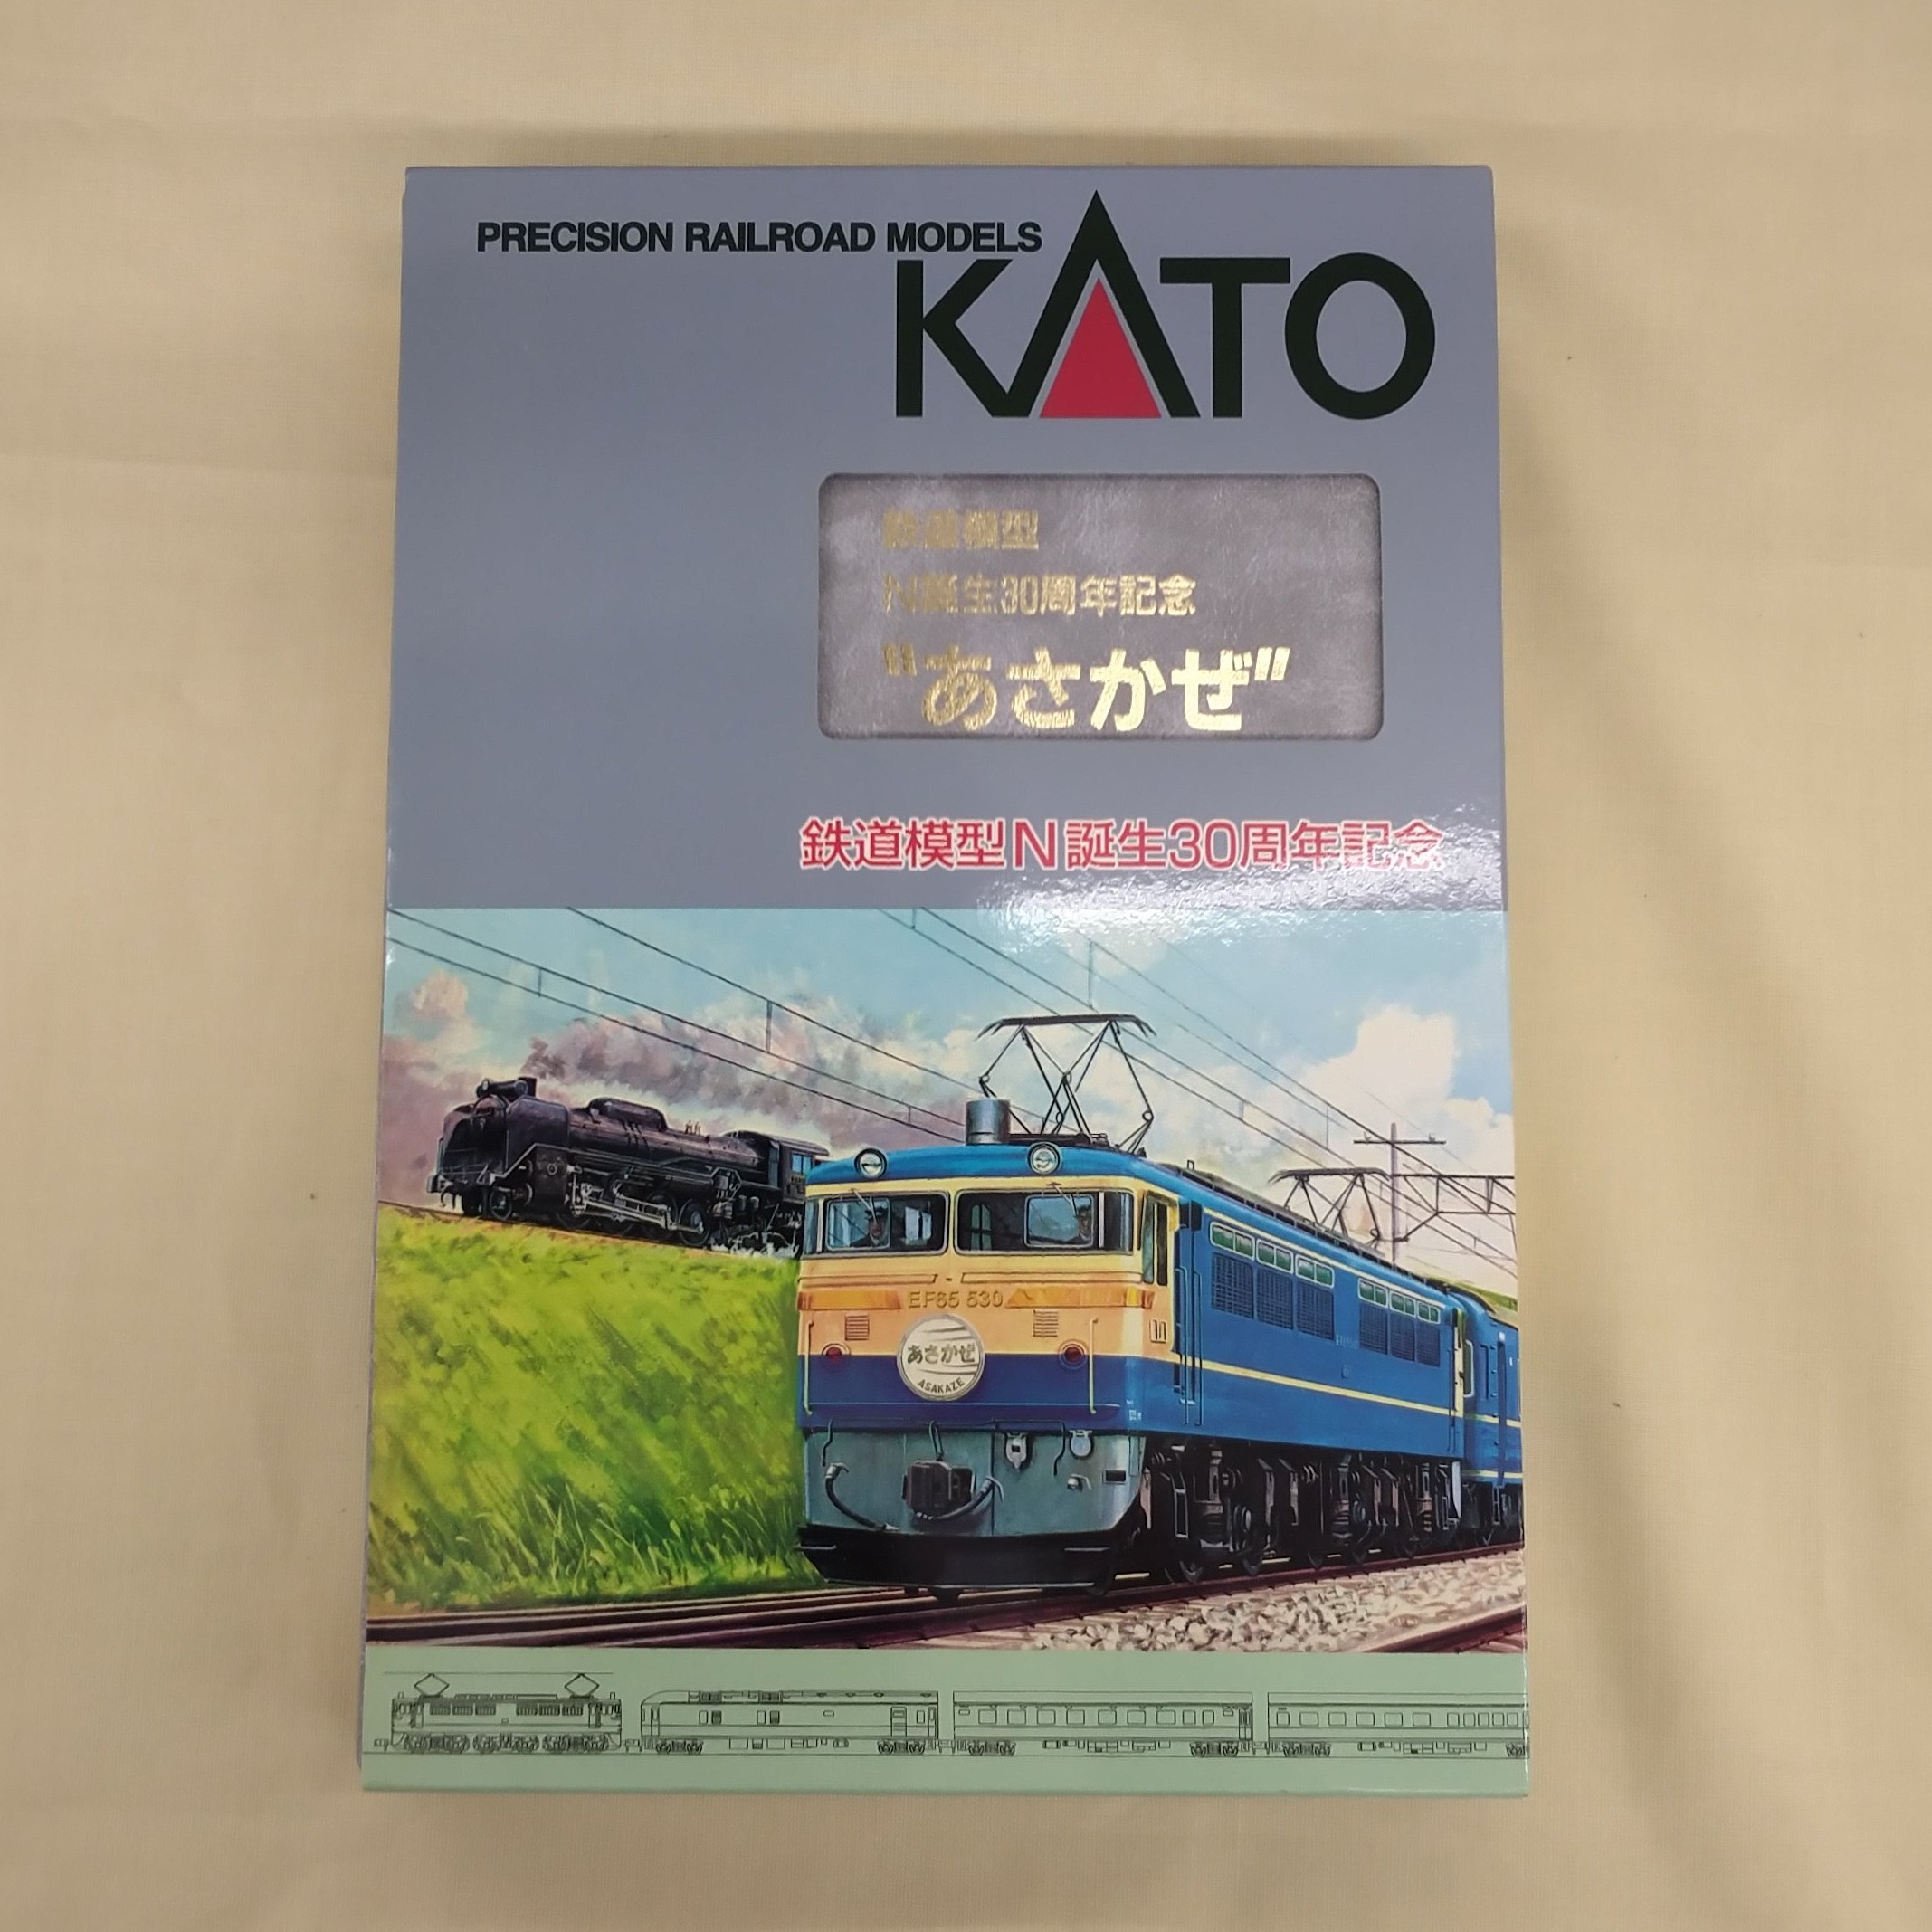 PRECISION RAILROAD MODELS
KATO
鉄道模型
N誕生30周年記念
"あさかぜ"
鉄道模型N誕生30周年記念
EF65 530
あさかぜ
ASAKAZE